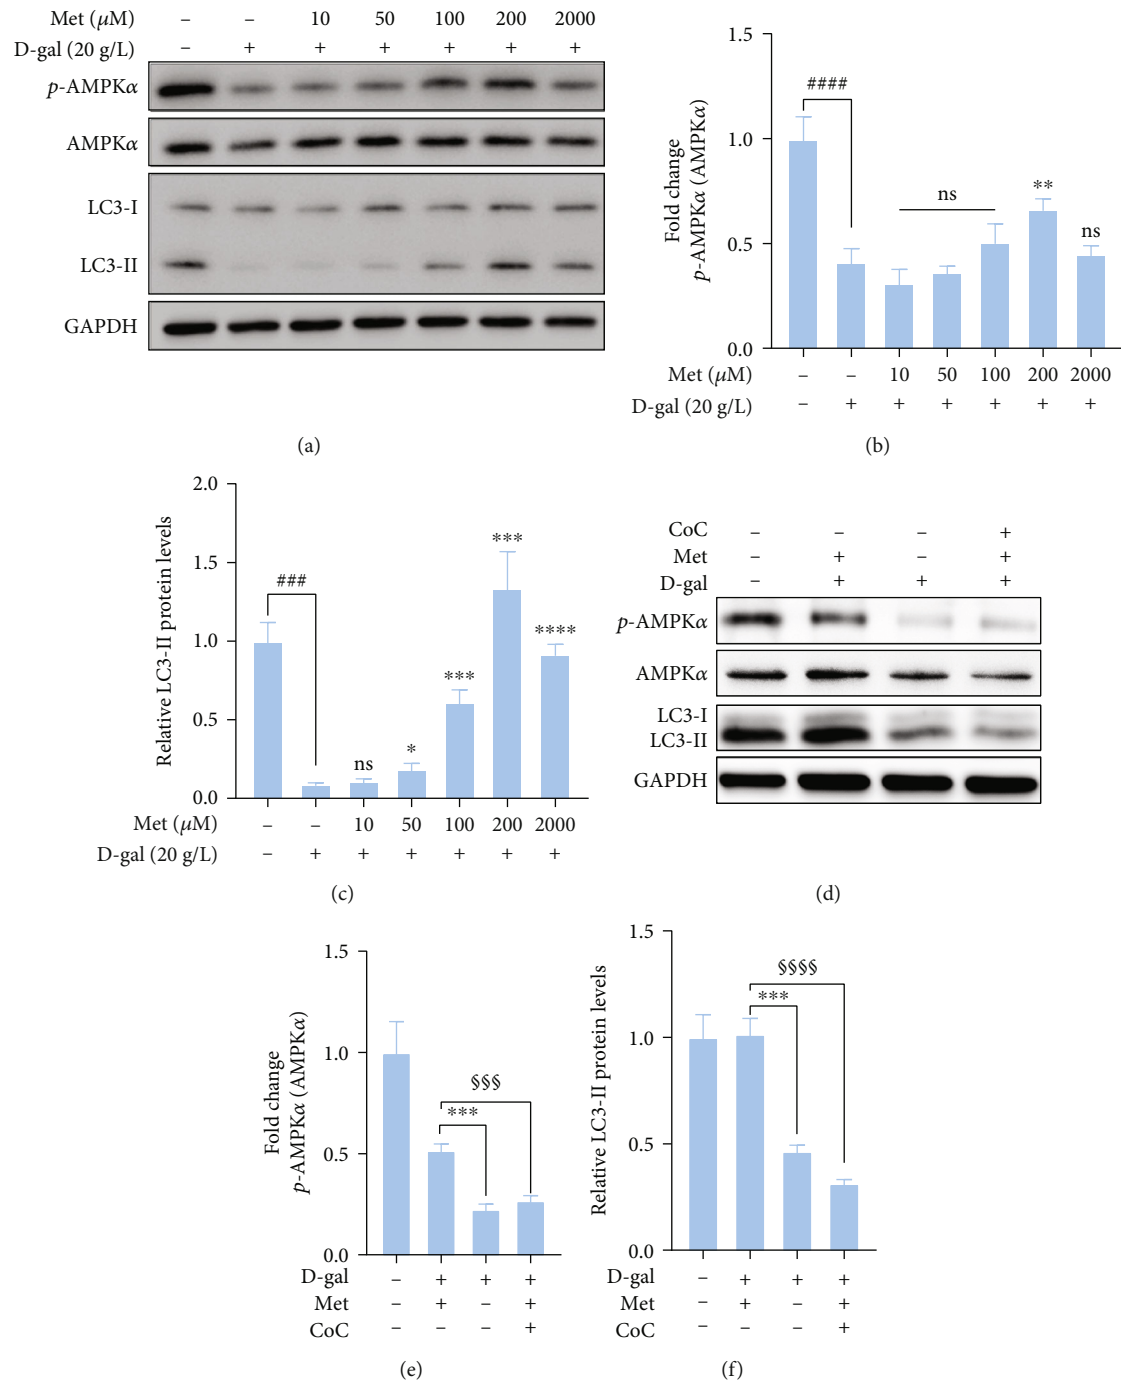 Met (μM) – – 10 50 100 200 2000
D-gal (20 g/L) – + + + + + +
p-AMPKα
AMPKα
LC3-I
LC3-II
GAPDH
(a)
1.5
1.0
0.5
0.0
Fold change
p-AMPKα (AMPKα)
####
ns
**
ns
Met (μM) – – 10 50 100 200 2000
D-gal (20 g/L) – + + + + + +
(b)
2.0
1.5
1.0
0.5
0.0
Relative LC3-II protein levels
###
ns
*
***
***
****
Met (μM) – – 10 50 100 200 2000
D-gal (20 g/L) – + + + + + +
(c)
CoC – – – +
Met – + – +
D-gal – + + +
p-AMPKα
AMPKα
LC3-I
LC3-II
GAPDH
(d)
1.5
1.0
0.5
0.0
Fold change
p-AMPKα (AMPKα)
§§§
***
D-gal – + + +
Met – + – +
CoC – – – +
(e)
1.5
1.0
0.5
0.0
Relative LC3-II protein levels
§§§§
***
D-gal – + + +
Met – + – +
CoC – – – +
(f)